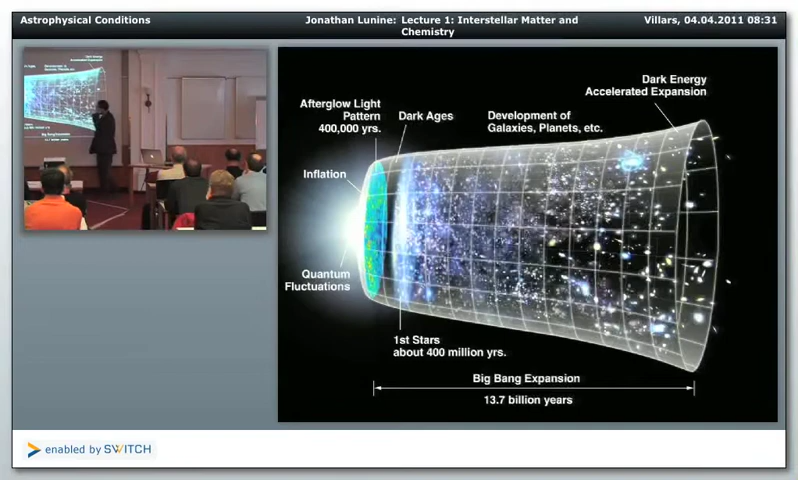 Astrophysical Conditions
Jonathan Lunine: Lecture 1: Interstellar Matter and
Chemistry
Villars, 04.04.2011 08:31
Dark Energy
Accelerated Expansion
Afterglow Light
Pattern
400,000 yrs.
Dark Ages
Development of
Galaxies, Planets, etc.
Inflation
Quantum
Fluctuations
1st Stars
about 400 million yrs.
Big Bang Expansion
13.7 billion years
enabled by SWITCH